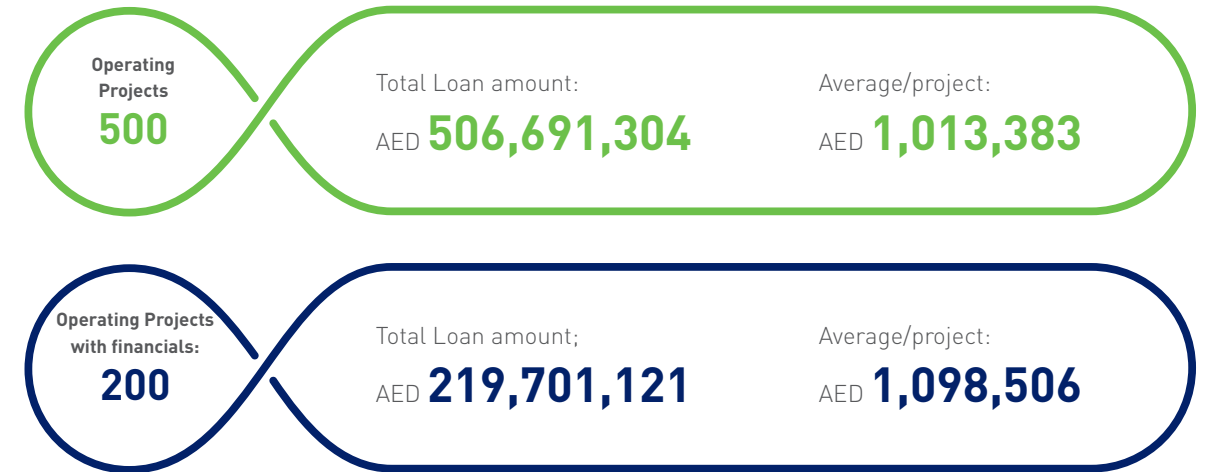 Operating
Projects
500
Total Loan amount:
AED 506,691,304
Average/project:
AED 1,013,383
Operating Projects
with financials:
200
Total Loan amount;
AED 219,701,121
Average/project:
AED 1,098,506